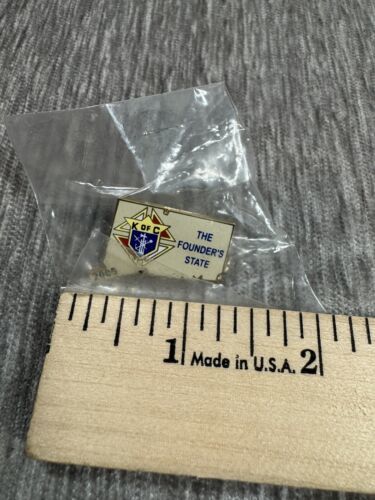 K OF C
THE
FOUNDER'S
STATE
1 Made in U.S.A. 2